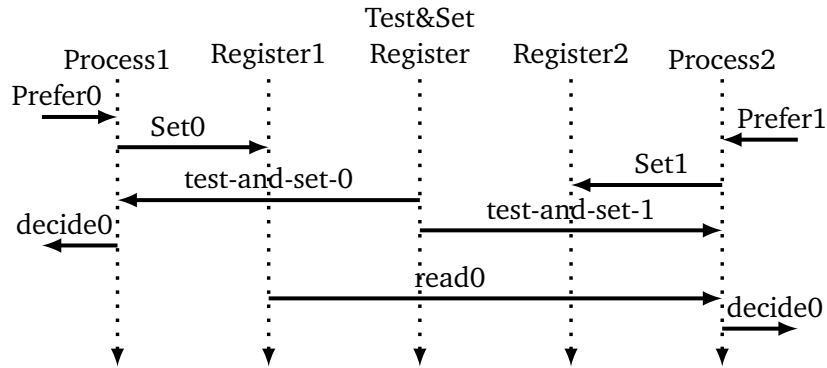 Test&Set
Process1 Register1 Register Register2 Process2
Prefer0
Prefer1
Set0
Set1
test-and-set-0
test-and-set-1
decide0
read0
decide0